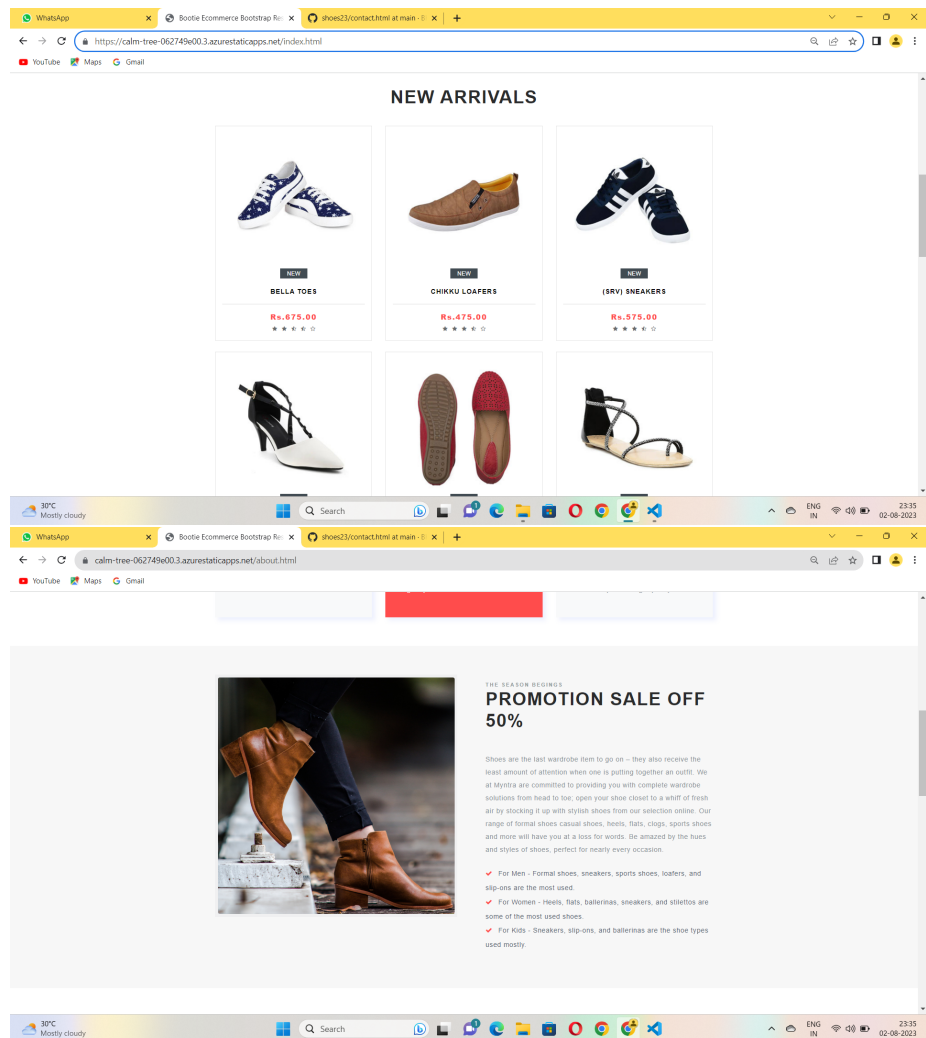 WhatsApp
Bootie Ecommerce Bootstrap Re
shoes23/contact.html at main - B
https://calm-tree-062749e00.3.azurestaticapps.net/index.html
YouTube
Maps
Gmail
NEW ARRIVALS
NEW
NEW
NEW
BELLA TOES
CHIKKU LOAFERS
(SRV) SNEAKERS
Rs.675.00
Rs.475.00
Rs.575.00
30°C
Mostly cloudy
Search
1
ENG
IN
23:35
02-08-2023
WhatsApp
Bootie Ecommerce Bootstrap Re
shoes23/contact.html at main - B
calm-tree-062749e00.3.azurestaticapps.net/about.html
YouTube
Maps
Gmail
THE SEASON BEGINGS
PROMOTION SALE OFF
50%
Shoes are the last wardrobe item to go on – they also receive the
least amount of attention when one is putting together an outfit. We
at Myntra are committed to providing you with complete wardrobe
solutions from head to toe; open your shoe closet to a whiff of fresh
air by stocking it up with stylish shoes from our selection online. Our
range of formal shoes casual shoes, heels, flats, clogs, sports shoes
and more will have you at a loss for words. Be amazed by the hues
and styles of shoes, perfect for nearly every occasion.
For Men - Formal shoes, sneakers, sports shoes, loafers, and
slip-ons are the most used.
For Women - Heels, flats, ballerinas, sneakers, and stilettos are
some of the most used shoes.
For Kids - Sneakers, slip-ons, and ballerinas are the shoe types
used mostly.
30°C
Mostly cloudy
Search
1
ENG
IN
23:35
02-08-2023